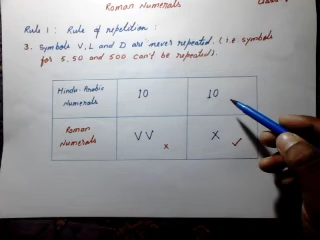 Roman Numerals
Rule 1 : Rule of repetition :
3. Symbols V, L and D are never repeated. (i.e symbols
for 5, 50 and 500 can't be repeated).
Hindu-Arabic Numerals 10 10
Roman Numerals VV x X ✓